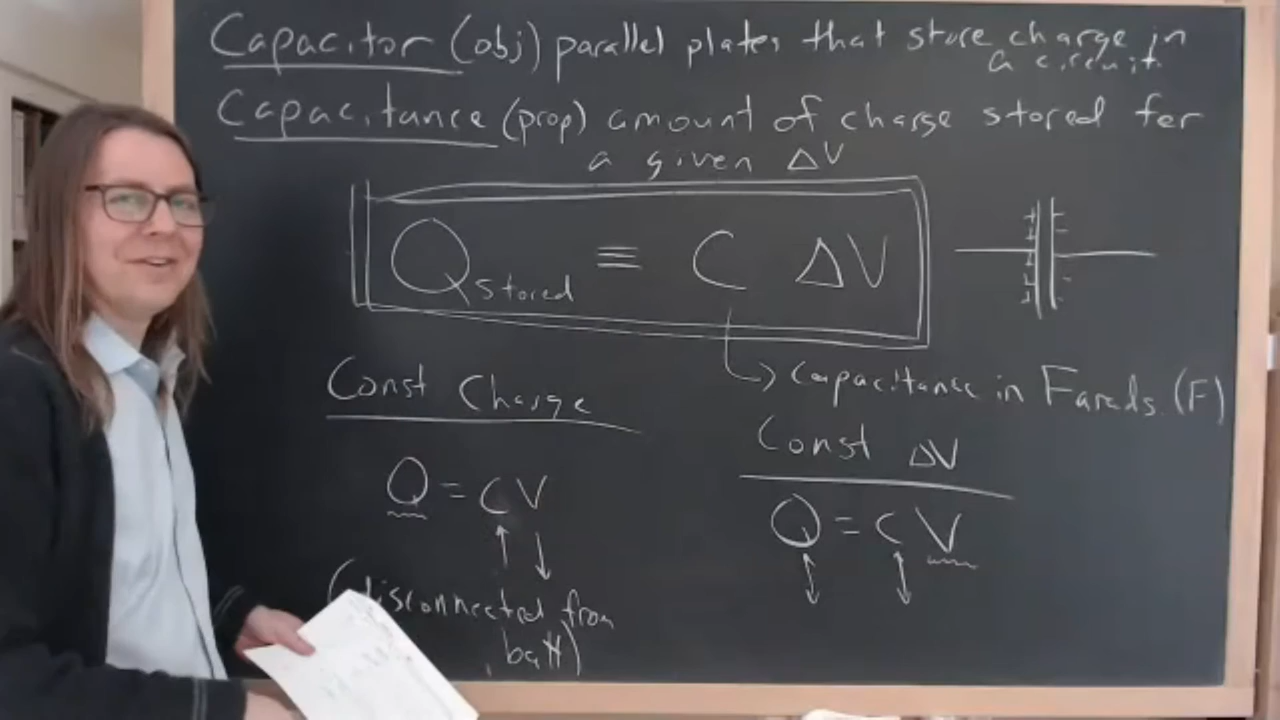 Capacitor (obj) parallel plates that store charge in
a circuit
Capacitance (prop) amount of charge stored for
a given ΔV
Q stored ≡ C ΔV
↳ Capacitance in Farads (F)
Const Charge
Q = C V
↑ ↓
(disconnected from
batt)
Const ΔV
Q = C V
↕ ↕